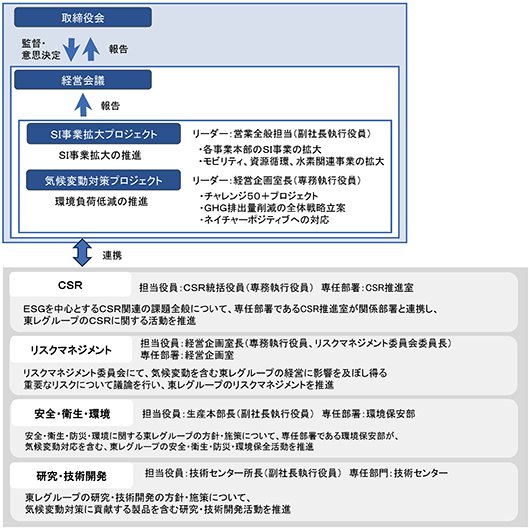 取締役会
監督・
意思決定
報告
経営会議
報告
SI事業拡大プロジェクト
リーダー：営業全般担当（副社長執行役員）
SI事業拡大の推進
・各事業本部のSI事業の拡大
・モビリティ、資源循環、水素関連事業の拡大
気候変動対策プロジェクト
リーダー：経営企画室長（専務執行役員）
環境負荷低減の推進
・チャレンジ50＋プロジェクト
・GHG排出量削減の全体戦略立案
・ネイチャーポジティブへの対応
連携
CSR
担当役員：CSR統括役員（専務執行役員） 専任部署：CSR推進室
ESGを中心とするCSR関連の課題全般について、専任部署であるCSR推進室が関係部署と連携し、
東レグループのCSRに関する活動を推進
リスクマネジメント
担当役員：経営企画室長（専務執行役員、リスクマネジメント委員会委員長）
専任部署：経営企画室
リスクマネジメント委員会にて、気候変動を含む東レグループの経営に影響を及ぼし得る
重要なリスクについて議論を行い、東レグループのリスクマネジメントを推進
安全・衛生・環境
担当役員：生産本部長（副社長執行役員） 専任部署：環境保安部
安全・衛生・防災・環境に関する東レグループの方針・施策について、専任部署である環境保安部が、
気候変動対応を含む、東レグループの安全・衛生・防災・環境保全活動を推進
研究・技術開発
担当役員：技術センター所長（副社長執行役員） 専任部門：技術センター
東レグループの研究・技術開発の方針・施策について、
気候変動対策に貢献する製品を含む研究・技術開発活動を推進